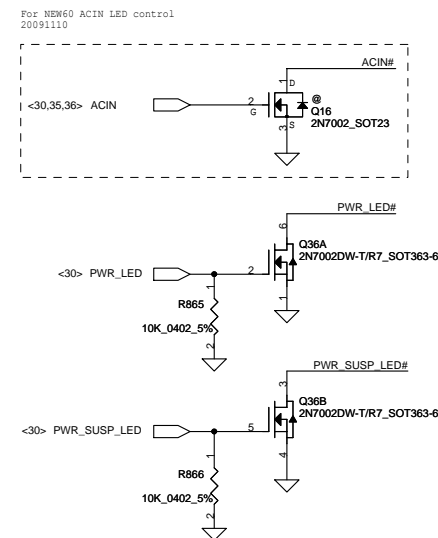 For NEW60 ACIN LED control
20091110
ACIN#
1
D
<30,35,36> ACIN
2
G
@
Q16
2N7002_SOT23
3
S
PWR_LED#
6
Q36A
2N7002DW-T/R7_SOT363-6
<30> PWR_LED
2
1
1
R865
10K_0402_5%
2
PWR_SUSP_LED#
3
Q36B
2N7002DW-T/R7_SOT363-6
<30> PWR_SUSP_LED
5
4
1
R866
10K_0402_5%
2